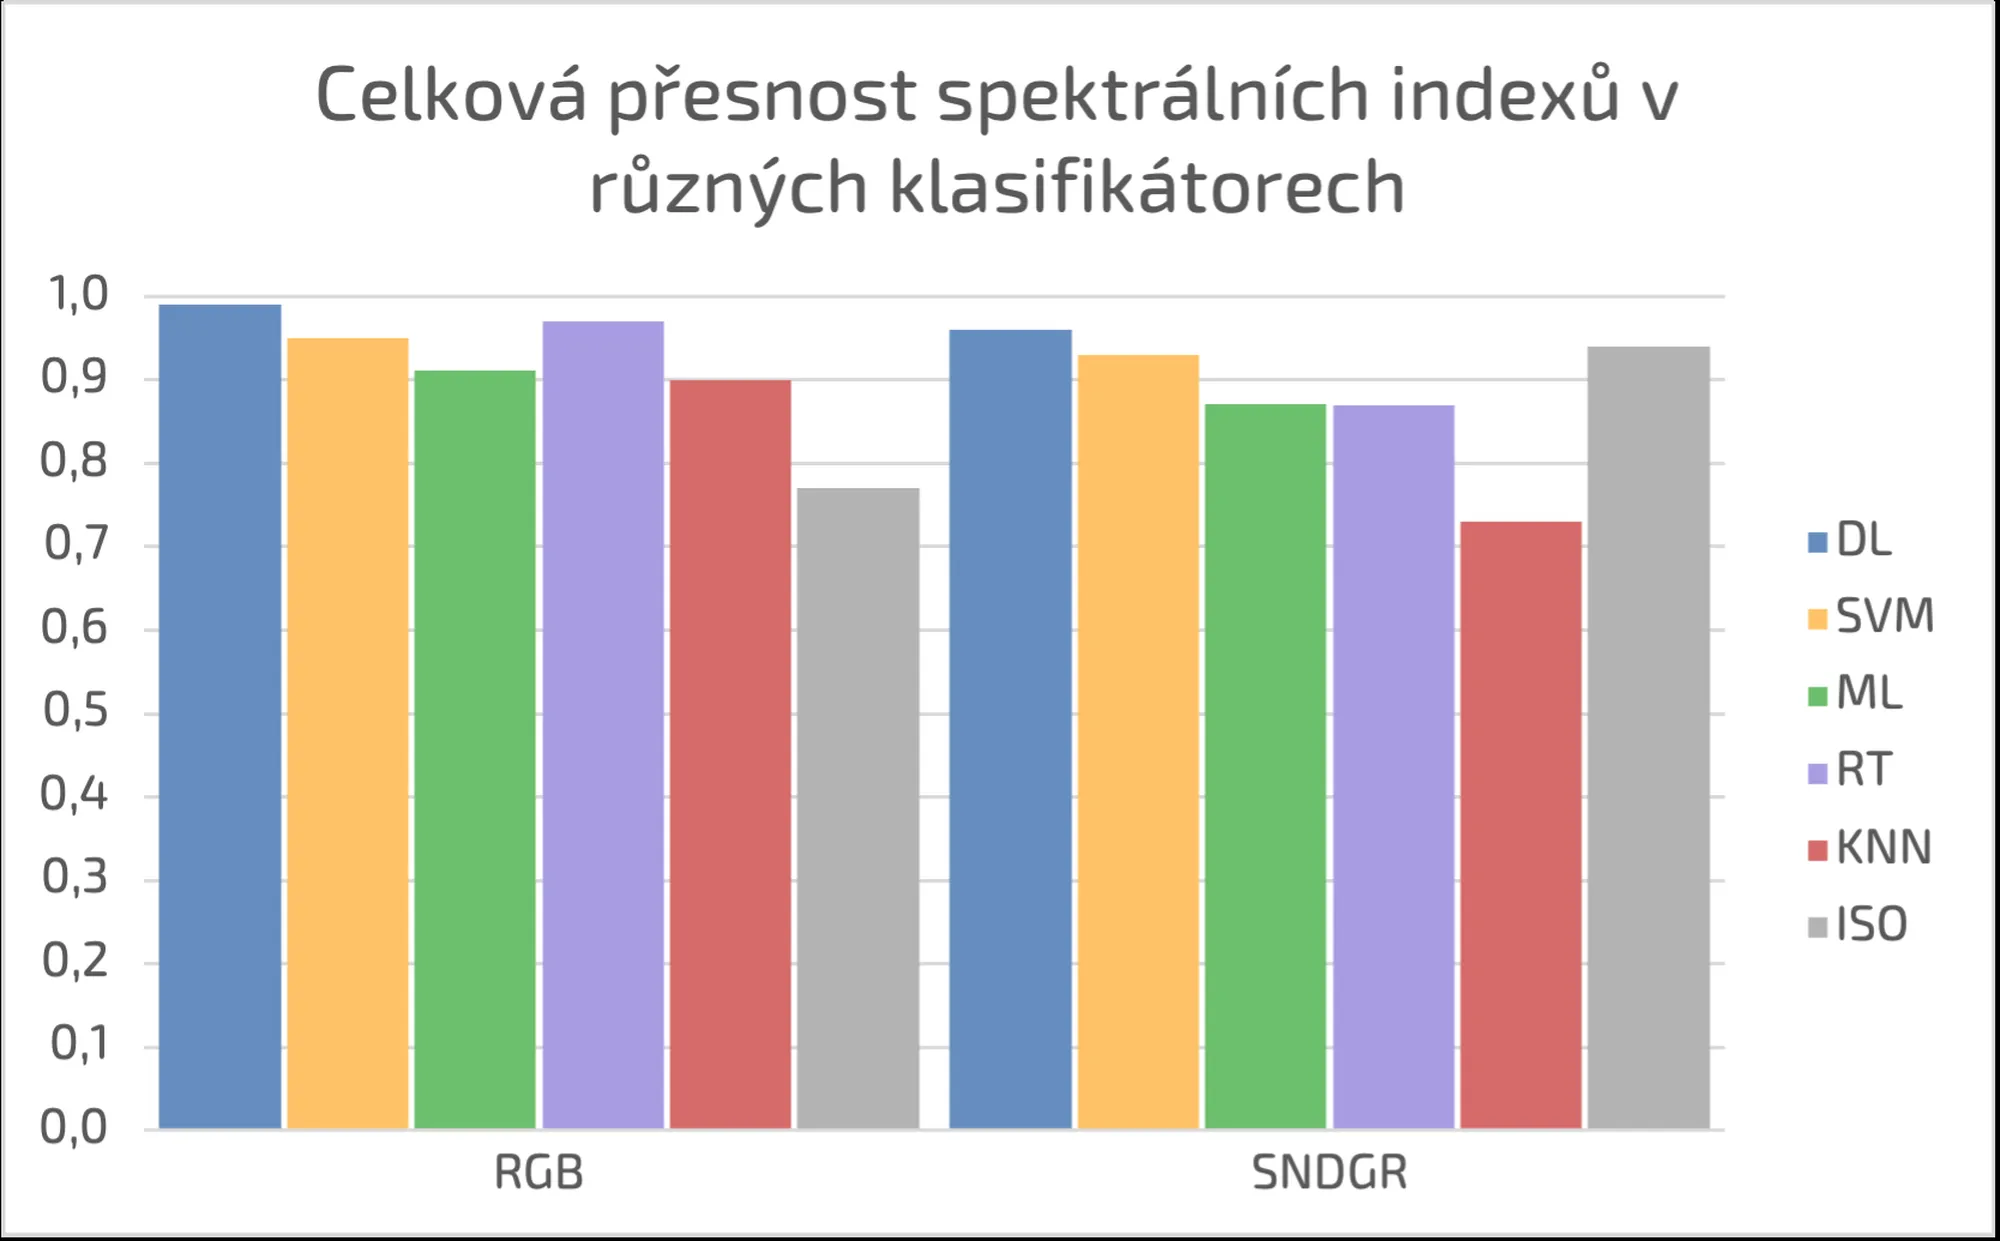 Celková přesnost spektrálních indexů v
různých klasifikátorech
1,0
0,9
0,8
0,7
0,6
0,5
0,4
0,3
0,2
0,1
0,0
RGB
SNDGR
DL
SVM
ML
RT
KNN
ISO